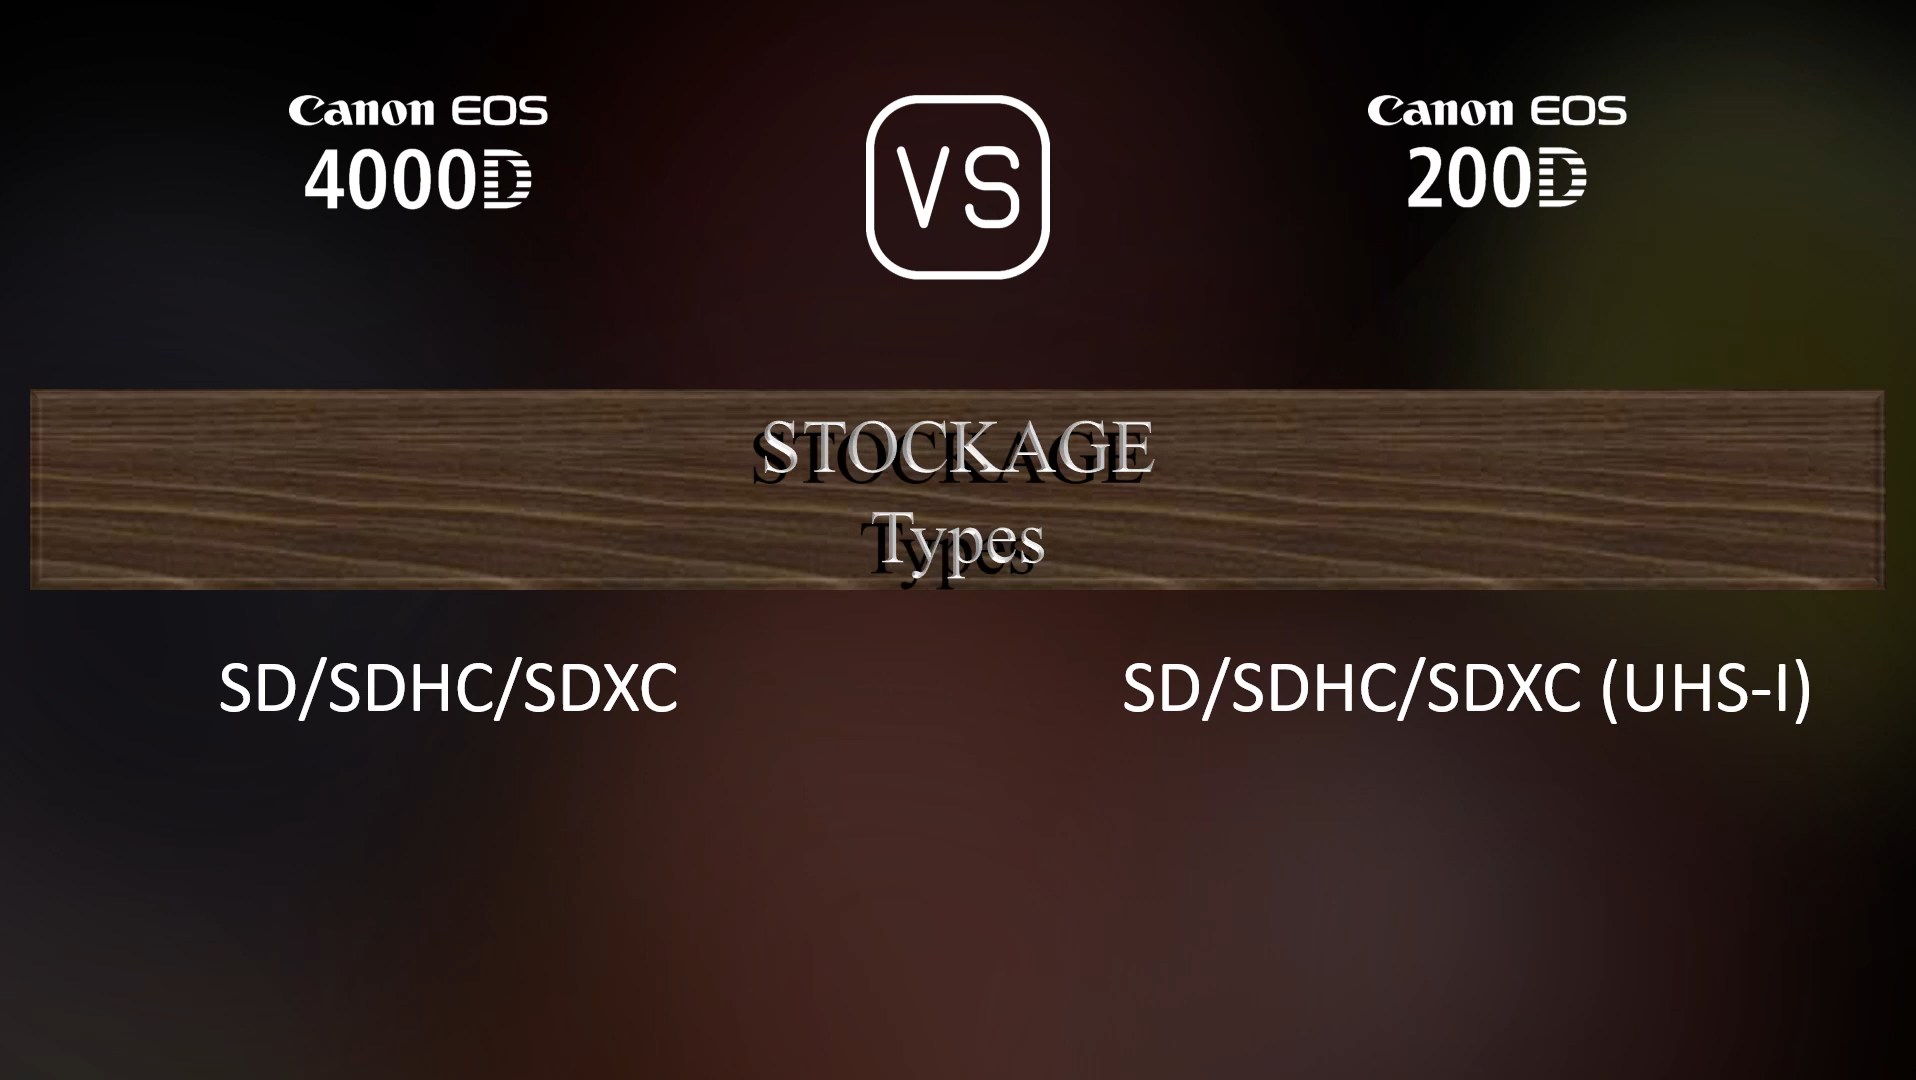 Canon EOS
4000D
VS
Canon EOS
200D
STOCKAGE
Types
SD/SDHC/SDXC
SD/SDHC/SDXC (UHS-I)